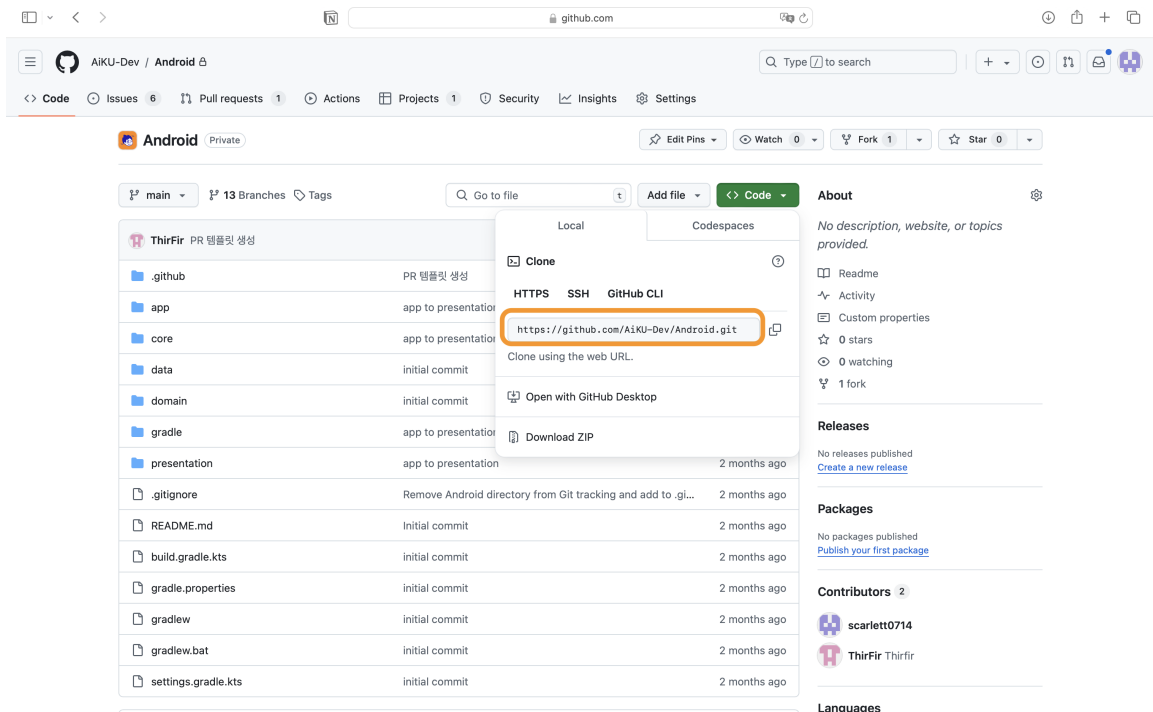 github.com
AiKU-Dev / Android
Type / to search
Code Issues 6 Pull requests 1 Actions Projects 1 Security Insights Settings
Android Private
Edit Pins Watch 0 Fork 1 Star 0
main 13 Branches Tags
Go to file t
Add file
Code
ThirFir PR 템플릿 생성
.github PR 템플릿 생성
app app to presentation
core app to presentation
data initial commit
domain initial commit
gradle app to presentation
presentation app to presentation 2 months ago
.gitignore Remove Android directory from Git tracking and add to .gi... 2 months ago
README.md Initial commit 2 months ago
build.gradle.kts initial commit 2 months ago
gradle.properties initial commit 2 months ago
gradlew initial commit 2 months ago
gradlew.bat initial commit 2 months ago
settings.gradle.kts initial commit 2 months ago
Local Codespaces
Clone
HTTPS SSH GitHub CLI
https://github.com/AiKU-Dev/Android.git
Clone using the web URL.
Open with GitHub Desktop
Download ZIP
About
No description, website, or topics
provided.
Readme
Activity
Custom properties
0 stars
0 watching
1 fork
Releases
No releases published
Create a new release
Packages
No packages published
Publish your first package
Contributors 2
scarlett0714
ThirFir Thirfir
Languages